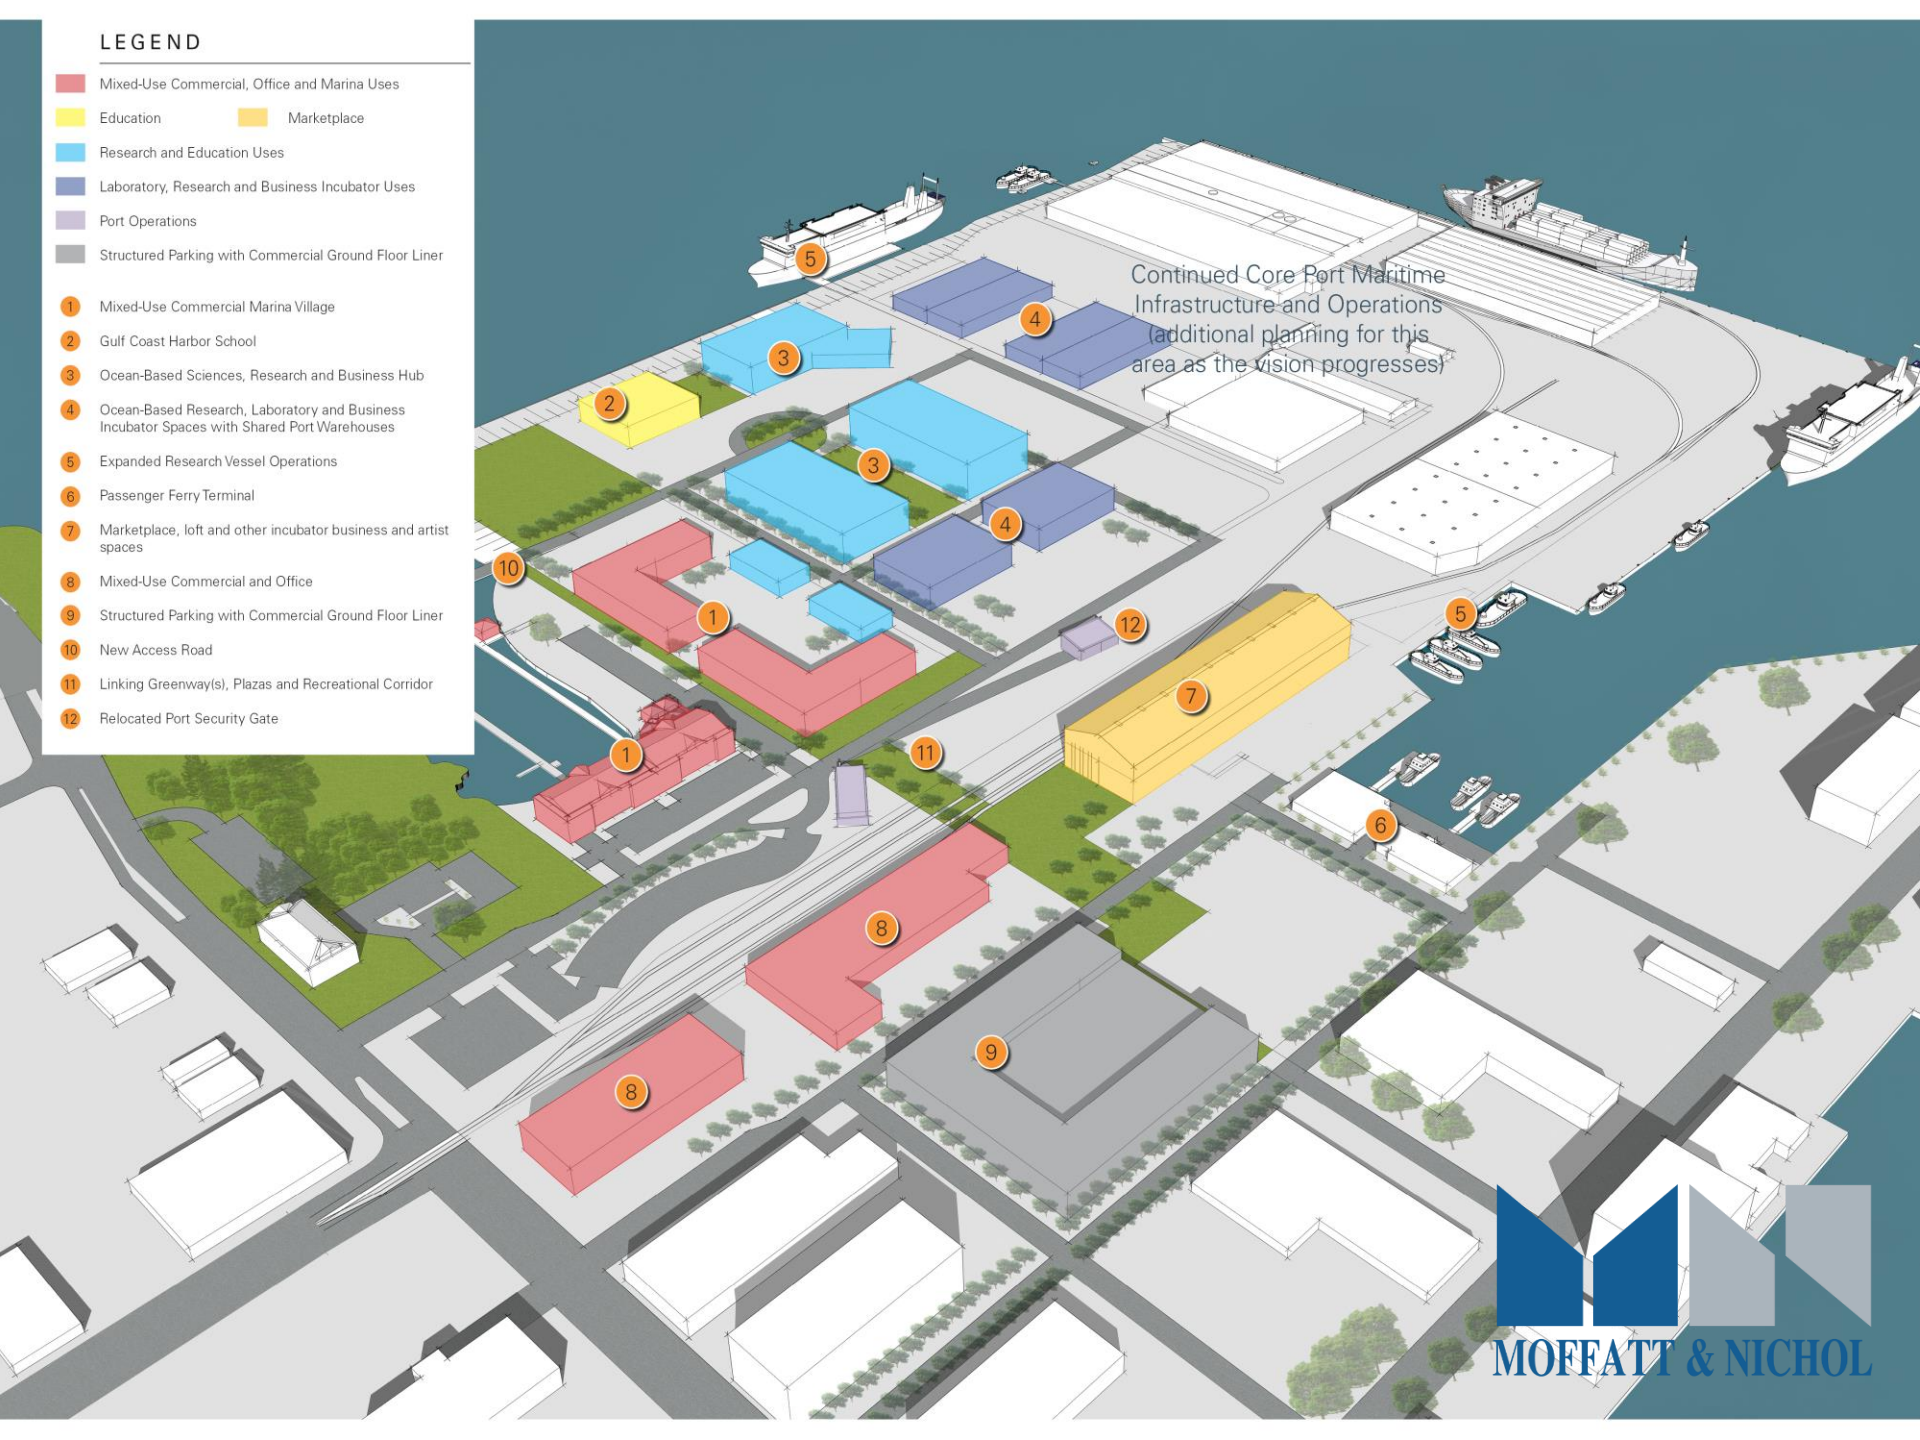 LEGEND
Mixed-Use Commercial, Office and Marina Uses
Education
Marketplace
Research and Education Uses
Laboratory, Research and Business Incubator Uses
Port Operations
Structured Parking with Commercial Ground Floor Liner
1 Mixed-Use Commercial Marina Village
2 Gulf Coast Harbor School
3 Ocean-Based Sciences, Research and Business Hub
4 Ocean-Based Research, Laboratory and Business
Incubator Spaces with Shared Port Warehouses
5 Expanded Research Vessel Operations
6 Passenger Ferry Terminal
7 Marketplace, loft and other incubator business and artist
spaces
8 Mixed-Use Commercial and Office
9 Structured Parking with Commercial Ground Floor Liner
10 New Access Road
11 Linking Greenway(s), Plazas and Recreational Corridor
12 Relocated Port Security Gate
5
Continued Core Port Maritime
Infrastructure and Operations
(additional planning for this
area as the vision progresses)
4
3
2
3
4
10
1
5
12
7
1
11
6
8
9
8
MOFFATT & NICHOL